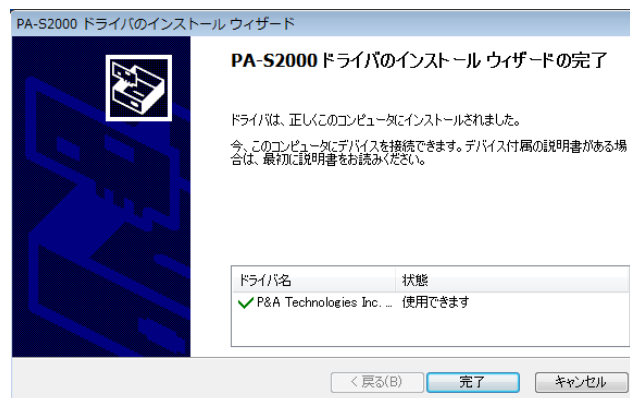 PA-S2000 ドライバのインストール ウィザード
PA-S2000 ドライバのインストール ウィザードの完了
ドライバは、正しくこのコンピュータにインストールされました。
今、このコンピュータにデバイスを接続できます。デバイス付属の説明書がある場
合は、最初に説明書をお読みください。
ドライバ名 状態
P&A Technologies Inc. ... 使用できます
< 戻る(B) 完了 キャンセル